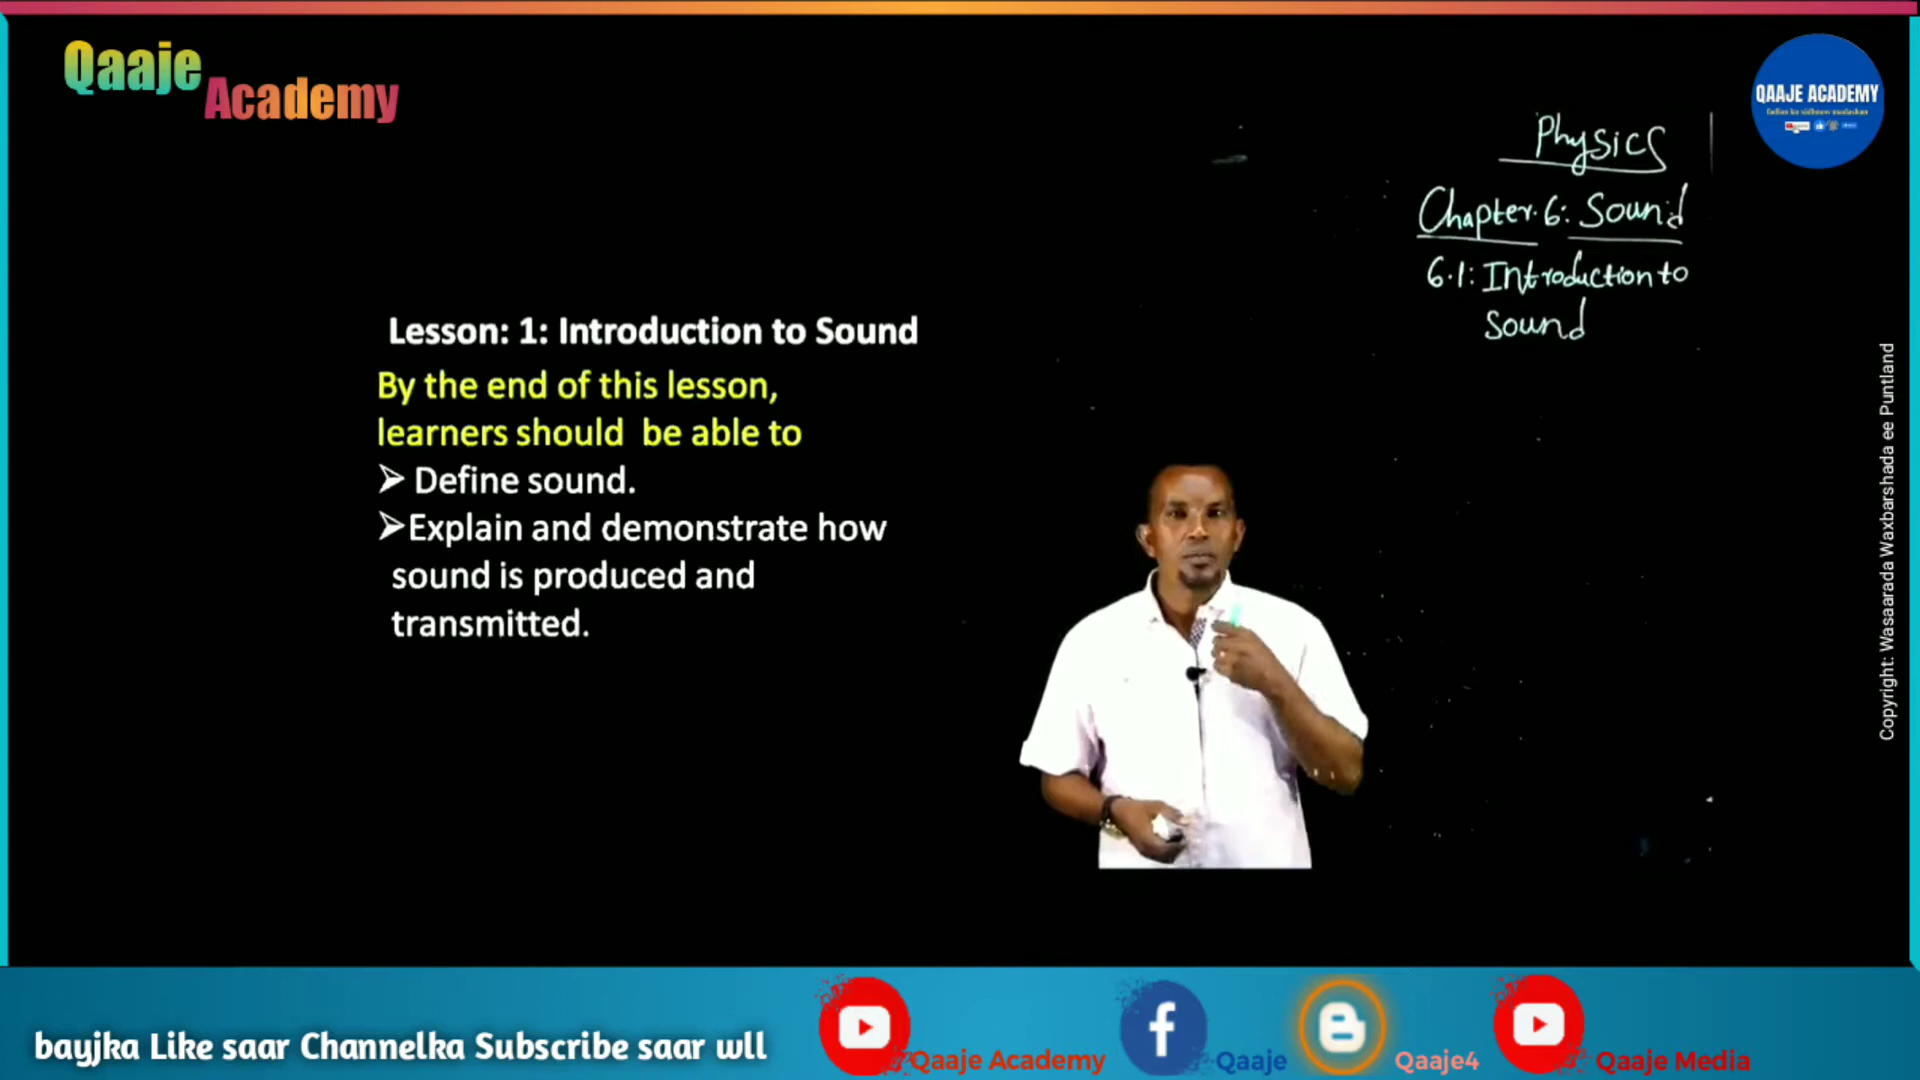 Qaaje
Academy
QAAJE ACADEMY
Physics
Chapter.6: Sound
6.1: Introduction to
Sound
Lesson: 1: Introduction to Sound
By the end of this lesson,
learners should be able to
Define sound.
Explain and demonstrate how
sound is produced and
transmitted.
Copyright: Wasaarada Waxbarshada ee Puntland
bayjka Like saar Channelka Subscribe saar wll
Qaaje Academy
Qaaje
Qaaje4
Qaaje Media